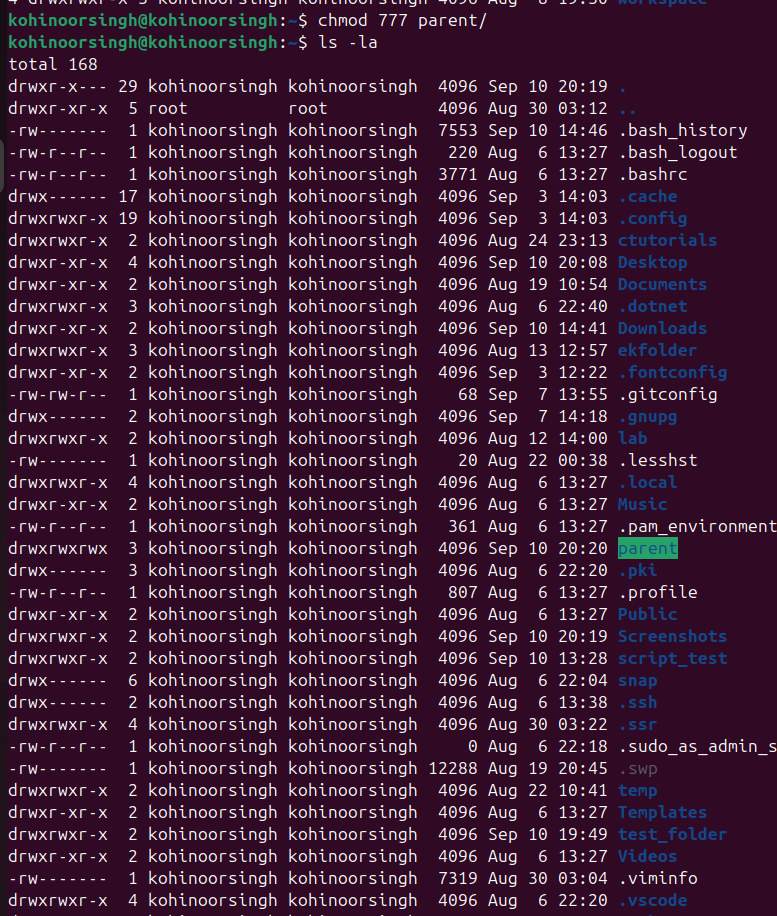 4 drwxrwxr-x 3 kohinoorsingh kohinoorsingh 4096 Aug 8 19:50 workspace
kohinoorsingh@kohinoorsingh:~$ chmod 777 parent/
kohinoorsingh@kohinoorsingh:~$ ls -la
total 168
drwxr-x--- 29 kohinoorsingh kohinoorsingh  4096 Sep 10 20:19 .
drwxr-xr-x  5 root          root           4096 Aug 30 03:12 ..
-rw-------  1 kohinoorsingh kohinoorsingh  7553 Sep 10 14:46 .bash_history
-rw-r--r--  1 kohinoorsingh kohinoorsingh   220 Aug  6 13:27 .bash_logout
-rw-r--r--  1 kohinoorsingh kohinoorsingh  3771 Aug  6 13:27 .bashrc
drwx------ 17 kohinoorsingh kohinoorsingh  4096 Sep  3 14:03 .cache
drwxrwxr-x 19 kohinoorsingh kohinoorsingh  4096 Sep  3 14:03 .config
drwxrwxr-x  2 kohinoorsingh kohinoorsingh  4096 Aug 24 23:13 ctutorials
drwxr-xr-x  4 kohinoorsingh kohinoorsingh  4096 Sep 10 20:08 Desktop
drwxr-xr-x  2 kohinoorsingh kohinoorsingh  4096 Aug 19 10:54 Documents
drwxrwxr-x  3 kohinoorsingh kohinoorsingh  4096 Aug  6 22:40 .dotnet
drwxr-xr-x  2 kohinoorsingh kohinoorsingh  4096 Sep 10 14:41 Downloads
drwxrwxr-x  3 kohinoorsingh kohinoorsingh  4096 Aug 13 12:57 ekfolder
drwxr-xr-x  2 kohinoorsingh kohinoorsingh  4096 Sep  3 12:22 .fontconfig
-rw-rw-r--  1 kohinoorsingh kohinoorsingh    68 Sep  7 13:55 .gitconfig
drwx------  2 kohinoorsingh kohinoorsingh  4096 Sep  7 14:18 .gnupg
drwxrwxr-x  2 kohinoorsingh kohinoorsingh  4096 Aug 12 14:00 lab
-rw-------  1 kohinoorsingh kohinoorsingh    20 Aug 22 00:38 .lesshst
drwxrwxr-x  4 kohinoorsingh kohinoorsingh  4096 Aug  6 13:27 .local
drwxr-xr-x  2 kohinoorsingh kohinoorsingh  4096 Aug  6 13:27 Music
-rw-r--r--  1 kohinoorsingh kohinoorsingh   361 Aug  6 13:27 .pam_environment
drwxrwxrwx  3 kohinoorsingh kohinoorsingh  4096 Sep 10 20:20 parent
drwx------  3 kohinoorsingh kohinoorsingh  4096 Aug  6 22:20 .pki
-rw-r--r--  1 kohinoorsingh kohinoorsingh   807 Aug  6 13:27 .profile
drwxr-xr-x  2 kohinoorsingh kohinoorsingh  4096 Aug  6 13:27 Public
drwxrwxr-x  2 kohinoorsingh kohinoorsingh  4096 Sep 10 20:19 Screenshots
drwxrwxr-x  2 kohinoorsingh kohinoorsingh  4096 Sep 10 13:28 script_test
drwx------  6 kohinoorsingh kohinoorsingh  4096 Aug  6 22:04 snap
drwx------  2 kohinoorsingh kohinoorsingh  4096 Aug  6 13:38 .ssh
drwxrwxr-x  4 kohinoorsingh kohinoorsingh  4096 Aug 30 03:22 .ssr
-rw-r--r--  1 kohinoorsingh kohinoorsingh     0 Aug  6 22:18 .sudo_as_admin_s
-rw-------  1 kohinoorsingh kohinoorsingh 12288 Aug 19 20:45 .swp
drwxrwxr-x  2 kohinoorsingh kohinoorsingh  4096 Aug 22 10:41 temp
drwxr-xr-x  2 kohinoorsingh kohinoorsingh  4096 Aug  6 13:27 Templates
drwxrwxr-x  2 kohinoorsingh kohinoorsingh  4096 Sep 10 19:49 test_folder
drwxr-xr-x  2 kohinoorsingh kohinoorsingh  4096 Aug  6 13:27 Videos
-rw-------  1 kohinoorsingh kohinoorsingh  7319 Aug 30 03:04 .viminfo
drwxrwxr-x  4 kohinoorsingh kohinoorsingh  4096 Aug  6 22:20 .vscode